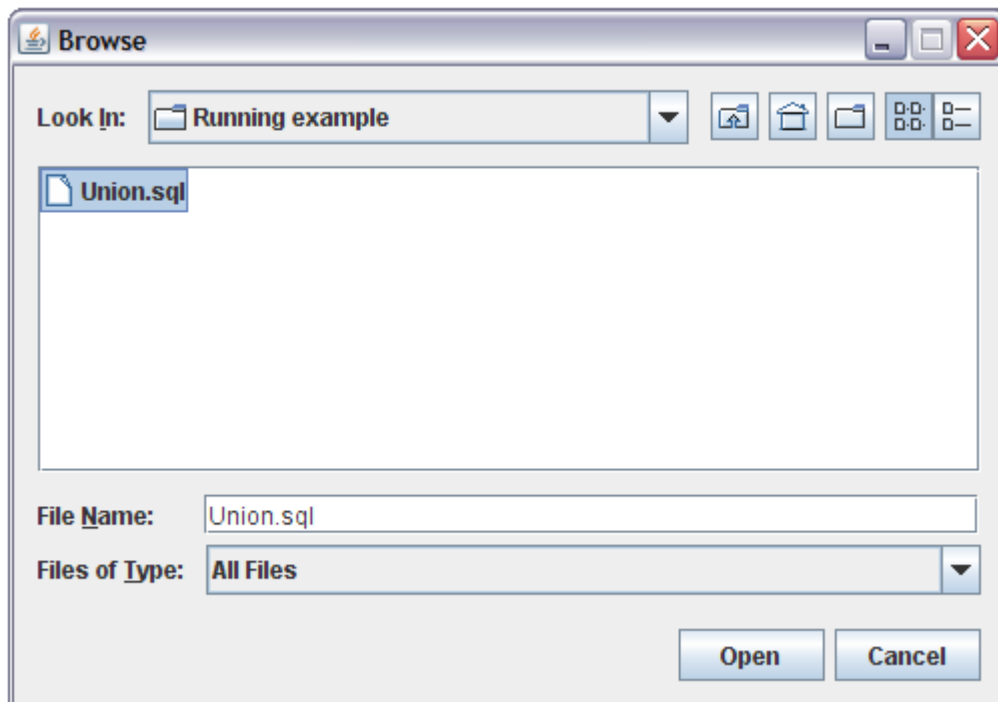 Browse
Look In: Running example
Union.sql
File Name: Union.sql
Files of Type: All Files
Open Cancel